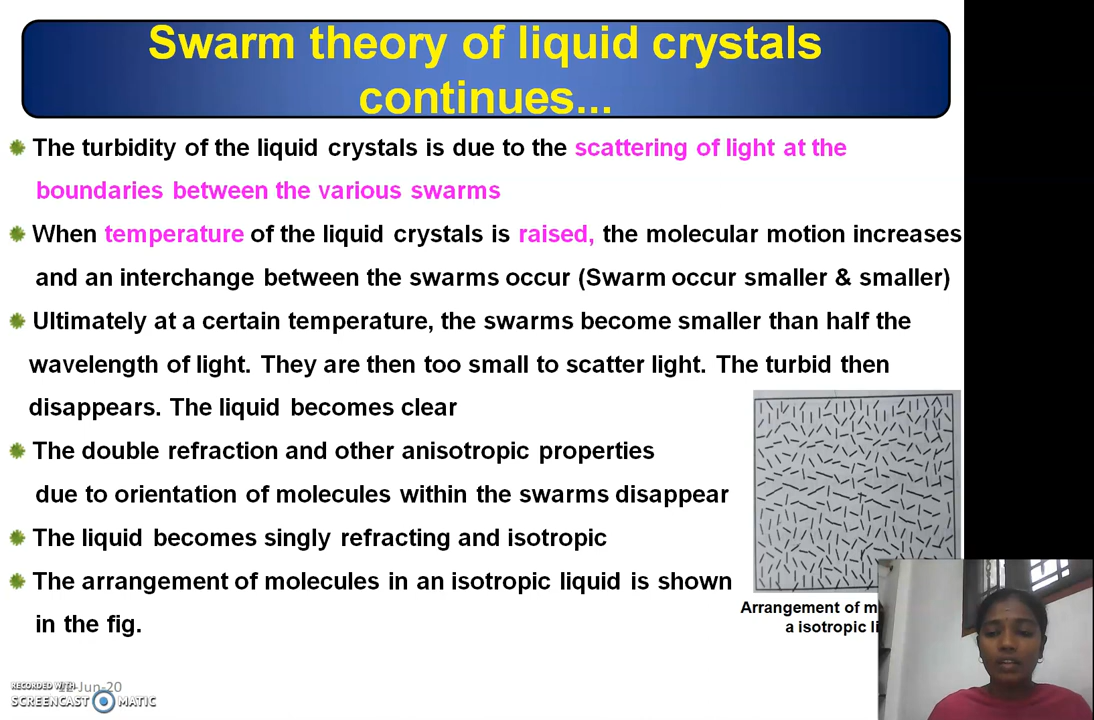 Swarm theory of liquid crystals
continues...
The turbidity of the liquid crystals is due to the scattering of light at the
boundaries between the various swarms
When temperature of the liquid crystals is raised, the molecular motion increases
and an interchange between the swarms occur (Swarm occur smaller & smaller)
Ultimately at a certain temperature, the swarms become smaller than half the
wavelength of light. They are then too small to scatter light. The turbid then
disappears. The liquid becomes clear
The double refraction and other anisotropic properties
due to orientation of molecules within the swarms disappear
The liquid becomes singly refracting and isotropic
The arrangement of molecules in an isotropic liquid is shown
in the fig.
Arrangement of
a isotropic
RECORDED WITH
-Jun-20
SCREENCAST MATIC